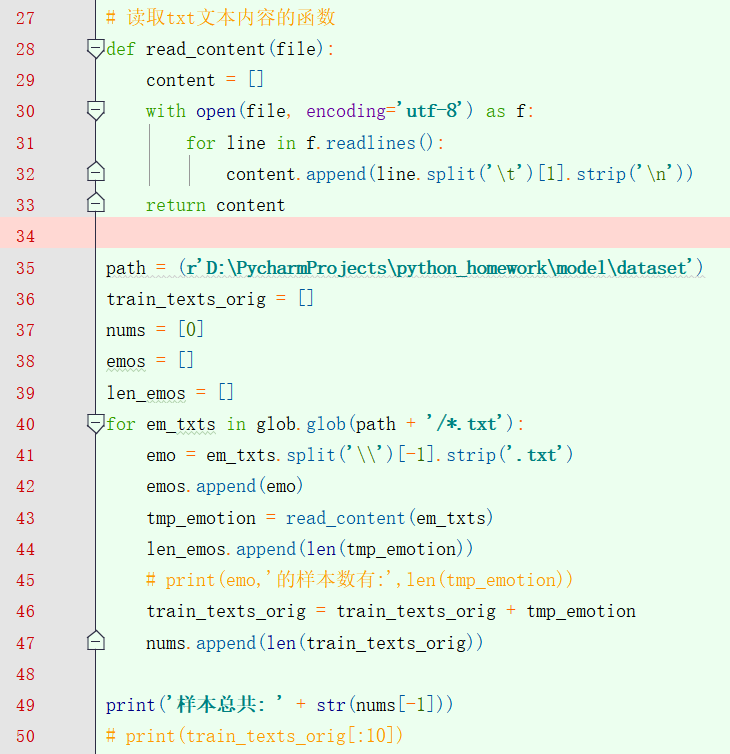 27 # 读取txt文本内容的函数
28 def read_content(file):
29     content = []
30     with open(file, encoding='utf-8') as f:
31         for line in f.readlines():
32             content.append(line.split('\t')[1].strip('\n'))
33     return content
34
35 path = (r'D:\PycharmProjects\python_homework\model\dataset')
36 train_texts_orig = []
37 nums = [0]
38 emos = []
39 len_emos = []
40 for em_txts in glob.glob(path + '/*.txt'):
41     emo = em_txts.split('\\')[-1].strip('.txt')
42     emos.append(emo)
43     tmp_emotion = read_content(em_txts)
44     len_emos.append(len(tmp_emotion))
45     # print(emo,'的样本数有:',len(tmp_emotion))
46     train_texts_orig = train_texts_orig + tmp_emotion
47     nums.append(len(train_texts_orig))
48
49 print('样本总共: ' + str(nums[-1]))
50 # print(train_texts_orig[:10])